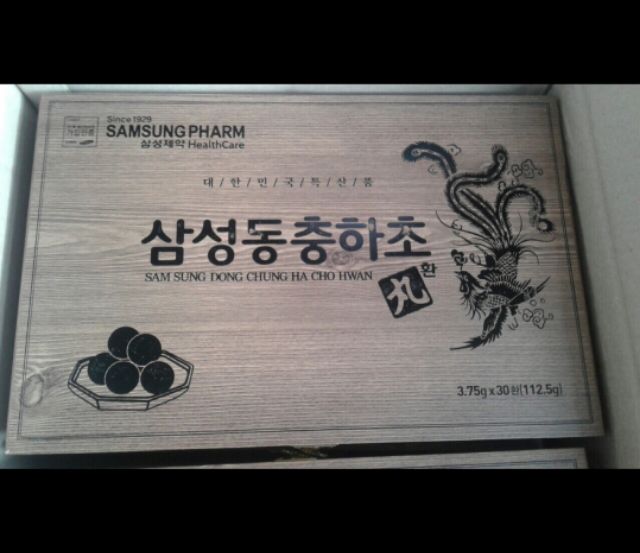 Since 1929
SAMSUNG PHARM
삼성제약 HealthCare
대/한/민/국/특/산/품
삼성동충하초
환
SAM SUNG DONG CHUNG HA CHO HWAN
丸
3.75g x 30환(112.5g)